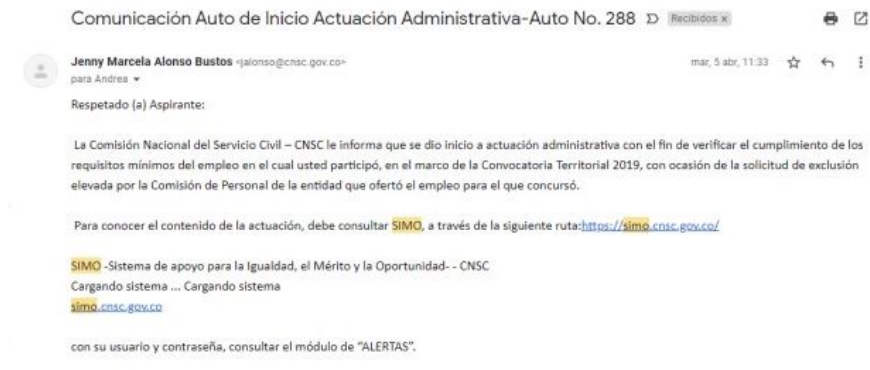 Comunicación Auto de Inicio Actuación Administrativa-Auto No. 288 Recibidos x
Jenny Marcela Alonso Bustos <jalonso@cnsc.gov.co> mar, 5 abr, 11:33
para Andrea
Respetado (a) Aspirante:
La Comisión Nacional del Servicio Civil – CNSC le informa que se dio inicio a actuación administrativa con el fin de verificar el cumplimiento de los
requisitos mínimos del empleo en el cual usted participó, en el marco de la Convocatoria Territorial 2019, con ocasión de la solicitud de exclusión
elevada por la Comisión de Personal de la entidad que ofertó el empleo para el que concursó.
Para conocer el contenido de la actuación, debe consultar SIMO, a través de la siguiente ruta:https://simo.cnsc.gov.co/
SIMO -Sistema de apoyo para la Igualdad, el Mérito y la Oportunidad- - CNSC
Cargando sistema ... Cargando sistema
simo.cnsc.gov.co
con su usuario y contraseña, consultar el módulo de “ALERTAS”.